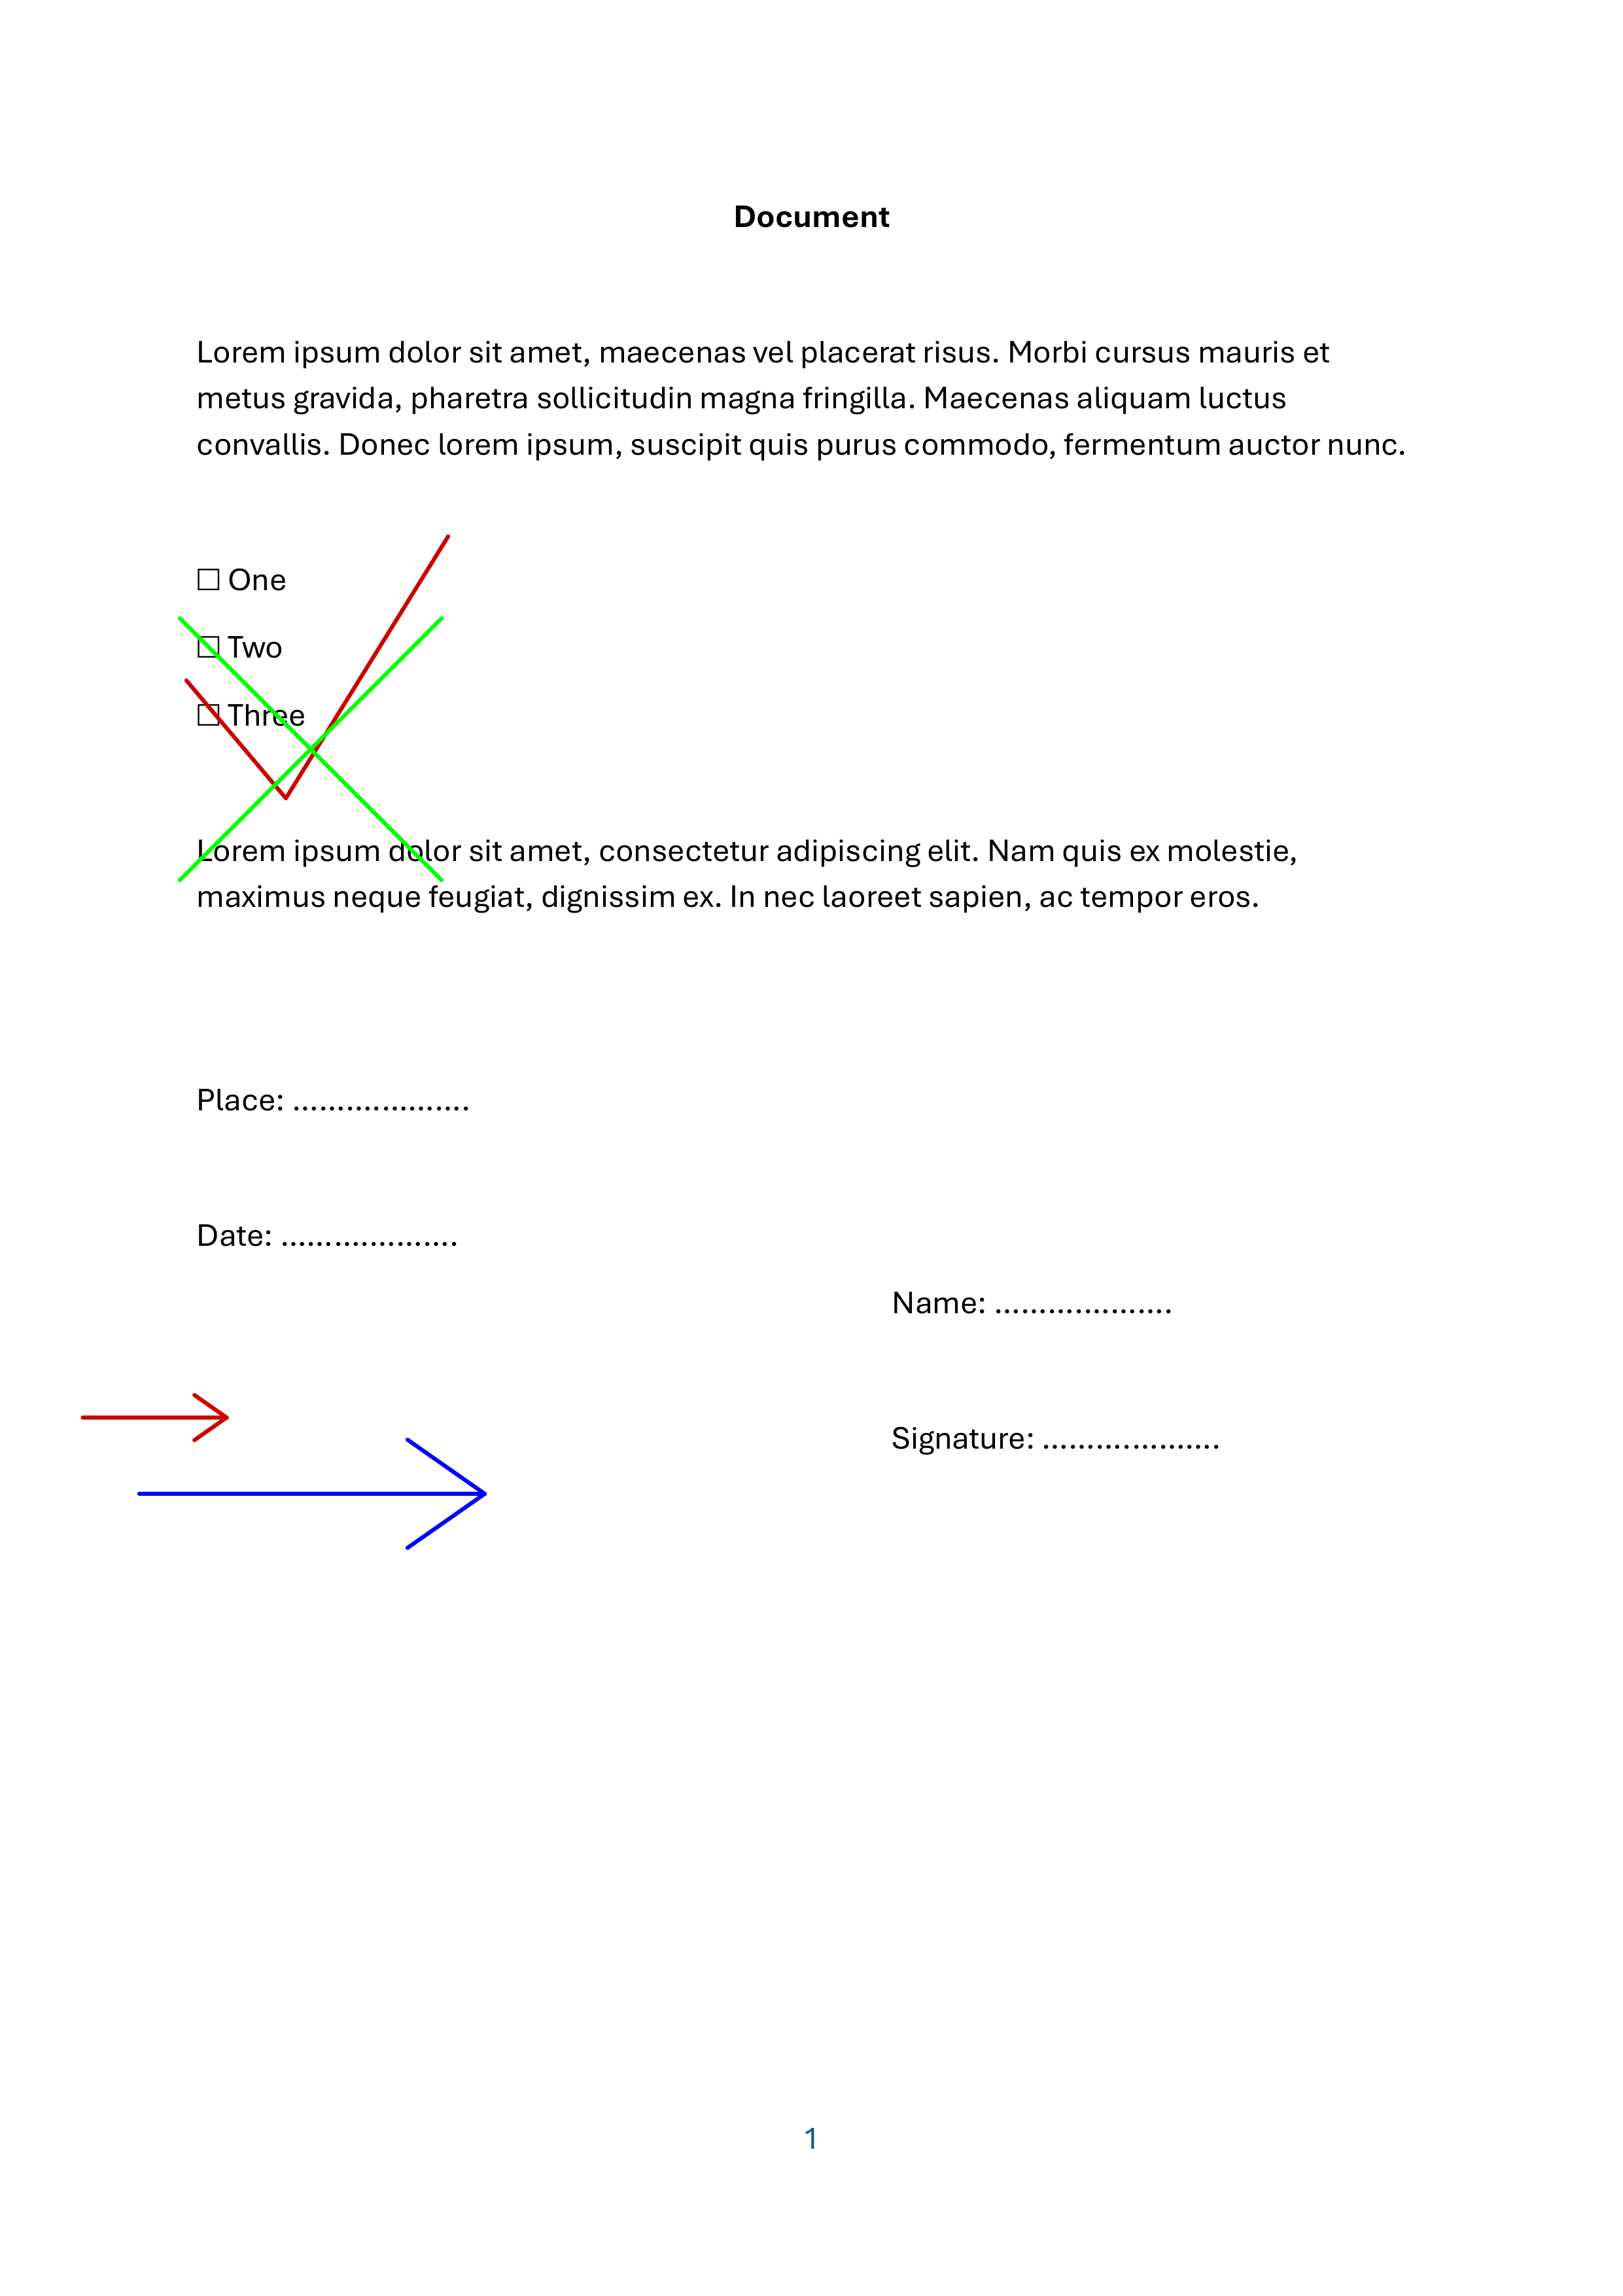 Document
Lorem ipsum dolor sit amet, maecenas vel placerat risus. Morbi cursus mauris et
metus gravida, pharetra sollicitudin magna fringilla. Maecenas aliquam luctus
convallis. Donec lorem ipsum, suscipit quis purus commodo, fermentum auctor nunc.
☐ One
☐ Two
☐ Three
Lorem ipsum dolor sit amet, consectetur adipiscing elit. Nam quis ex molestie,
maximus neque feugiat, dignissim ex. In nec laoreet sapien, ac tempor eros.
Place: ....................
Date: ....................
Name: ....................
Signature: ....................
1